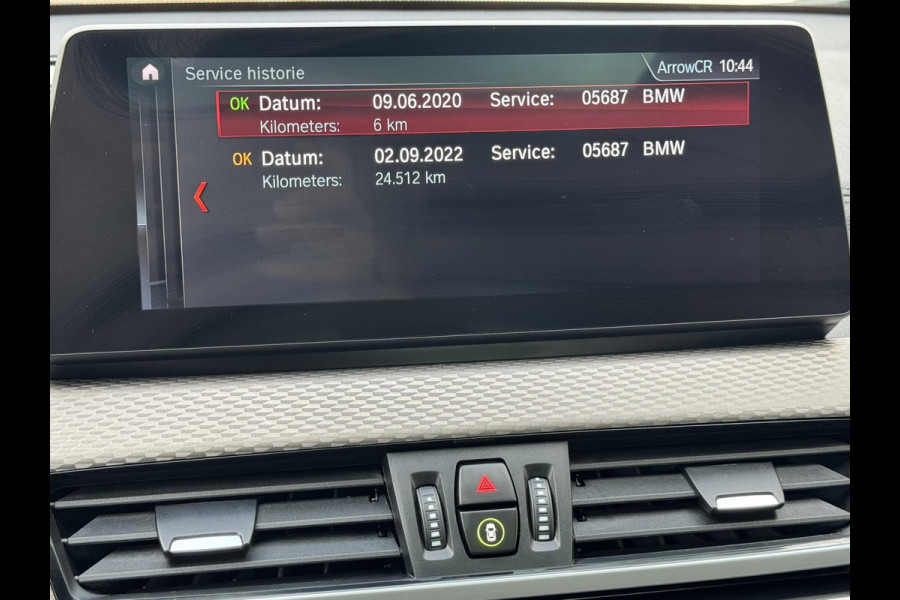 Service historie
ArrowCR 10:44
OK Datum: 09.06.2020 Service: 05687 BMW
Kilometers: 6 km
OK Datum: 02.09.2022 Service: 05687 BMW
Kilometers: 24.512 km